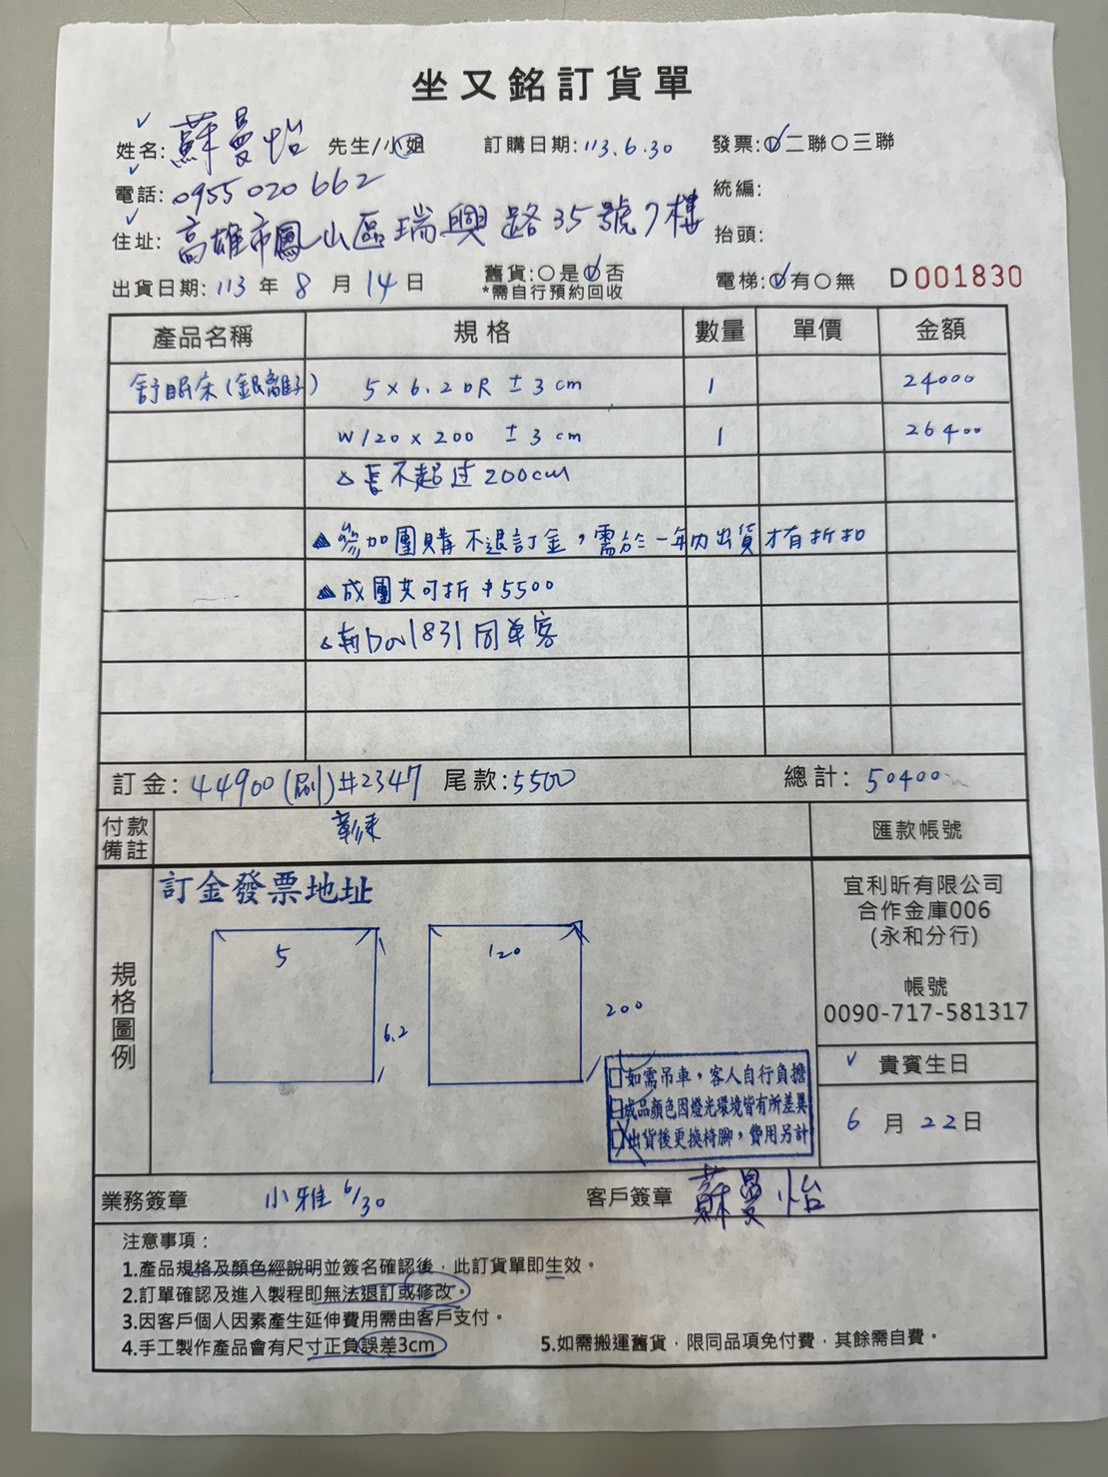 坐又銘訂貨單
姓名: 蘇曼怡 先生/小姐 訂購日期: 113.6.30 發票: 二聯 三聯
電話: 0955 020 662 統編:
住址: 高雄市鳳山區瑞興路35號7樓 抬頭:
出貨日期: 113 年 8 月 14 日 舊貨: 是 否 電梯: 有 無 D 001830
*需自行預約回收
產品名稱 規格 數量 單價 金額
舒眠床(銀離子) 5 x 6.2 OR ±3cm 1 24000
W120 x 200 ±3cm 1 26400
△長不超过200cm
▲參加團購不退訂金，需於一年內出貨才有折扣
▲成團共可折$5500
同單客
訂金: 44900(刷)#2347 尾款: 5500 總計: 50400
付款備註 匯款帳號
訂金發票地址
規格圖例
5 6.2
120 200
宜利昕有限公司
合作金庫006
(永和分行)
帳號
0090-717-581317
如需吊車，客人自行負擔
成品顏色因燈光環境皆有所差異
出貨後更換椅腳，費用另計
貴賓生日
6 月 22 日
業務簽章 小雅 6/30 客戶簽章 蘇曼怡
注意事項：
1.產品規格及顏色經說明並簽名確認後，此訂貨單即生效。
2.訂單確認及進入製程即無法退訂或修改。
3.因客戶個人因素產生延伸費用需由客戶支付。
4.手工製作產品會有尺寸正負誤差3cm 5.如需搬運舊貨，限同品項免付費，其餘需自費。